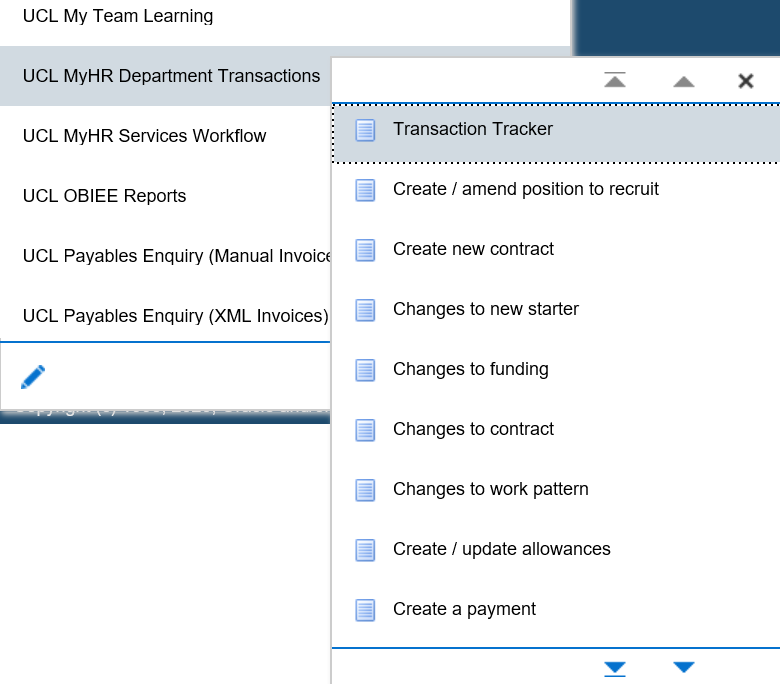 UCL My Team Learning
UCL MyHR Department Transactions
UCL MyHR Services Workflow
UCL OBIEE Reports
UCL Payables Enquiry (Manual Invoice
UCL Payables Enquiry (XML Invoices)
Transaction Tracker
Create / amend position to recruit
Create new contract
Changes to new starter
Changes to funding
Changes to contract
Changes to work pattern
Create / update allowances
Create a payment